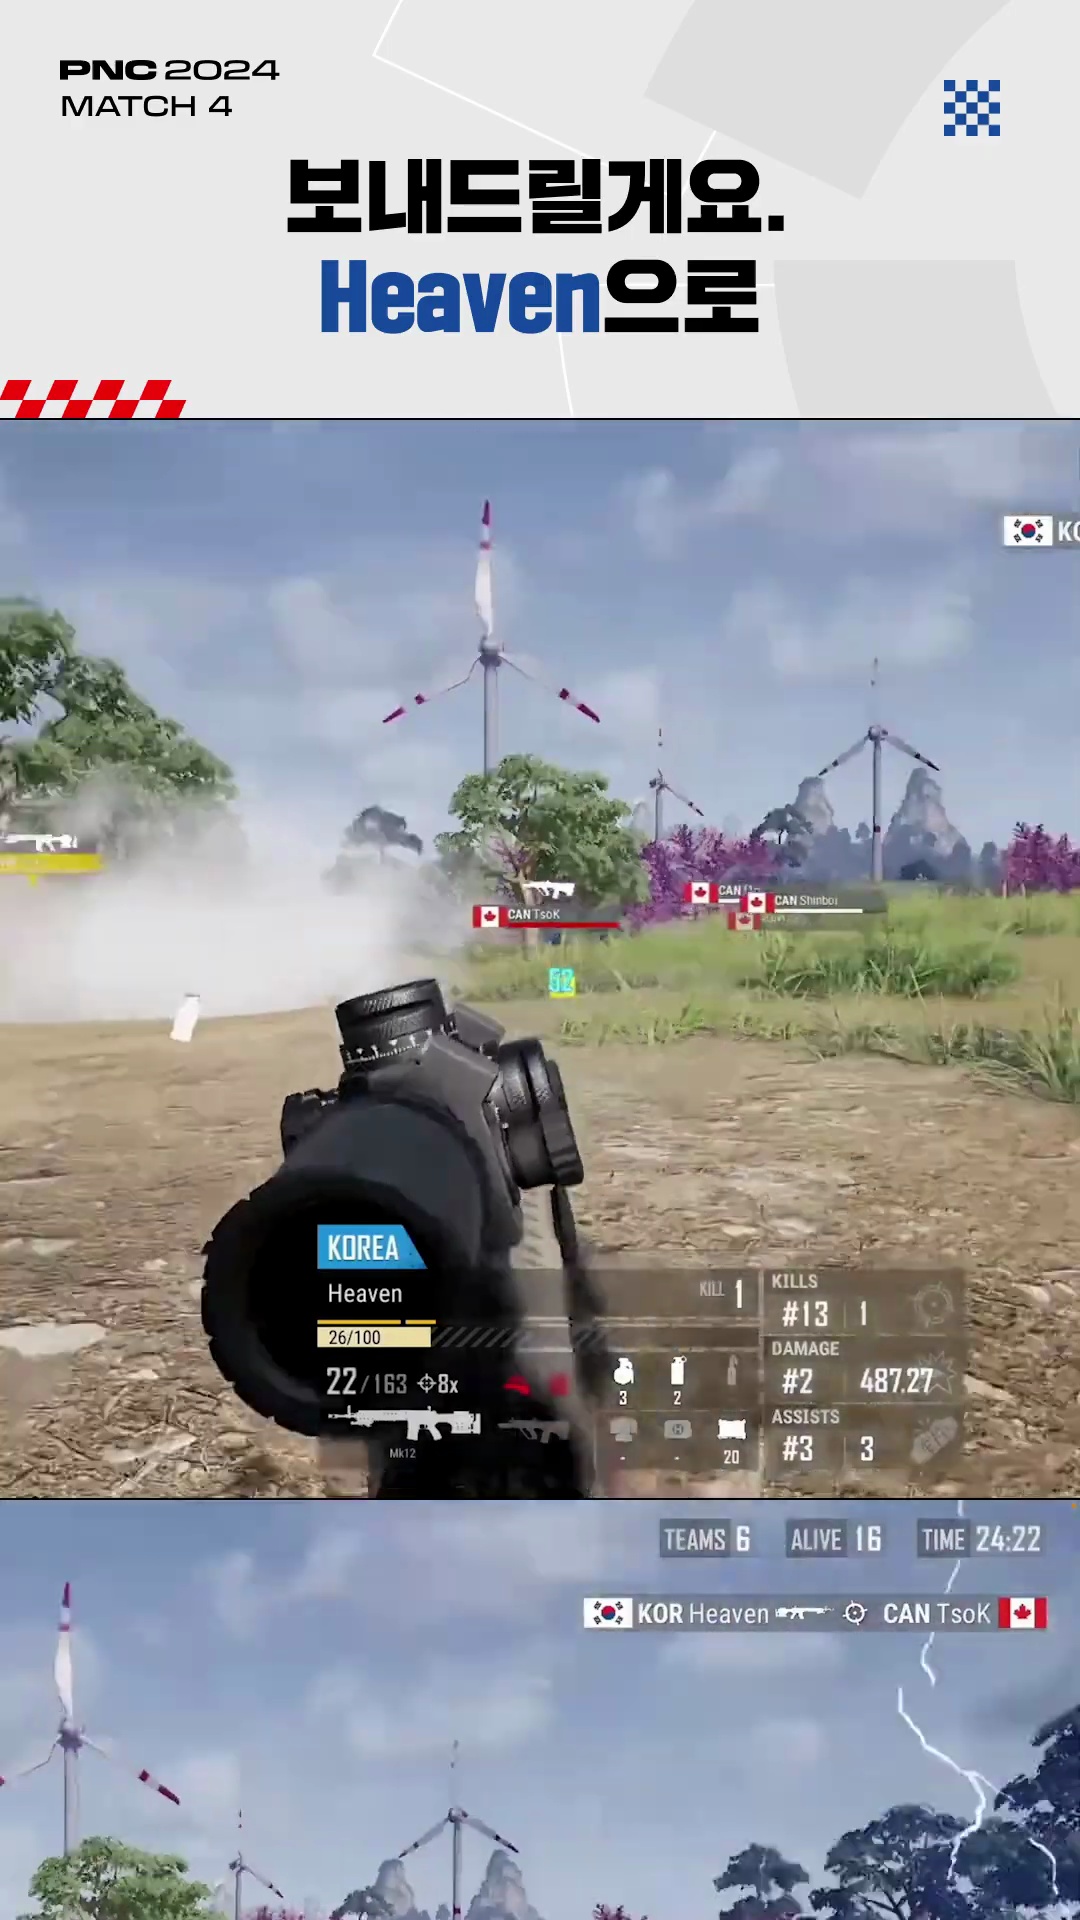 PNC 2024
MATCH 4
보내드릴게요.
Heaven으로
CAN TsoK
CAN
CAN Shinboi
52
KOREA
Heaven
KILL 1
26/100
22/163 8x
3
2
Mk12
-
-
20
KILLS
#13 1
DAMAGE
#2 487.27
ASSISTS
#3 3
TEAMS 6 ALIVE 16 TIME 24:22
KOR Heaven CAN TsoK